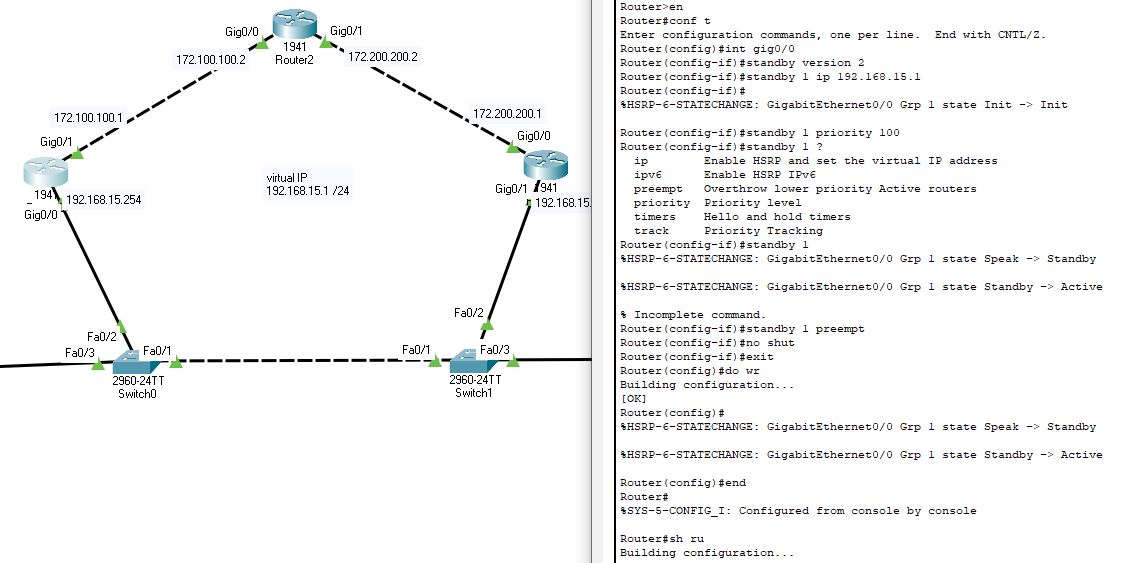 Gig0/0
Gig0/1
1941
Router2
172.100.100.2
172.200.200.2
172.100.100.1
172.200.200.1
Gig0/1
Gig0/0
virtual IP
192.168.15.1 /24
194
192.168.15.254
Gig0/0
Gig0/1
941
192.168.15.
Fa0/2
Fa0/2
Fa0/3
Fa0/1
Fa0/1
Fa0/3
2960-24TT
Switch0
2960-24TT
Switch1
Router>en
Router#conf t
Enter configuration commands, one per line.  End with CNTL/Z.
Router(config)#int gig0/0
Router(config-if)#standby version 2
Router(config-if)#standby 1 ip 192.168.15.1
Router(config-if)#
%HSRP-6-STATECHANGE: GigabitEthernet0/0 Grp 1 state Init -> Init
Router(config-if)#standby 1 priority 100
Router(config-if)#standby 1 ?
ip        Enable HSRP and set the virtual IP address
ipv6      Enable HSRP IPv6
preempt   Overthrow lower priority Active routers
priority  Priority level
timers    Hello and hold timers
track     Priority Tracking
Router(config-if)#standby 1
%HSRP-6-STATECHANGE: GigabitEthernet0/0 Grp 1 state Speak -> Standby
%HSRP-6-STATECHANGE: GigabitEthernet0/0 Grp 1 state Standby -> Active
% Incomplete command.
Router(config-if)#standby 1 preempt
Router(config-if)#no shut
Router(config-if)#exit
Router(config)#do wr
Building configuration...
[OK]
Router(config)#
%HSRP-6-STATECHANGE: GigabitEthernet0/0 Grp 1 state Speak -> Standby
%HSRP-6-STATECHANGE: GigabitEthernet0/0 Grp 1 state Standby -> Active
Router(config)#end
Router#
%SYS-5-CONFIG_I: Configured from console by console
Router#sh ru
Building configuration...